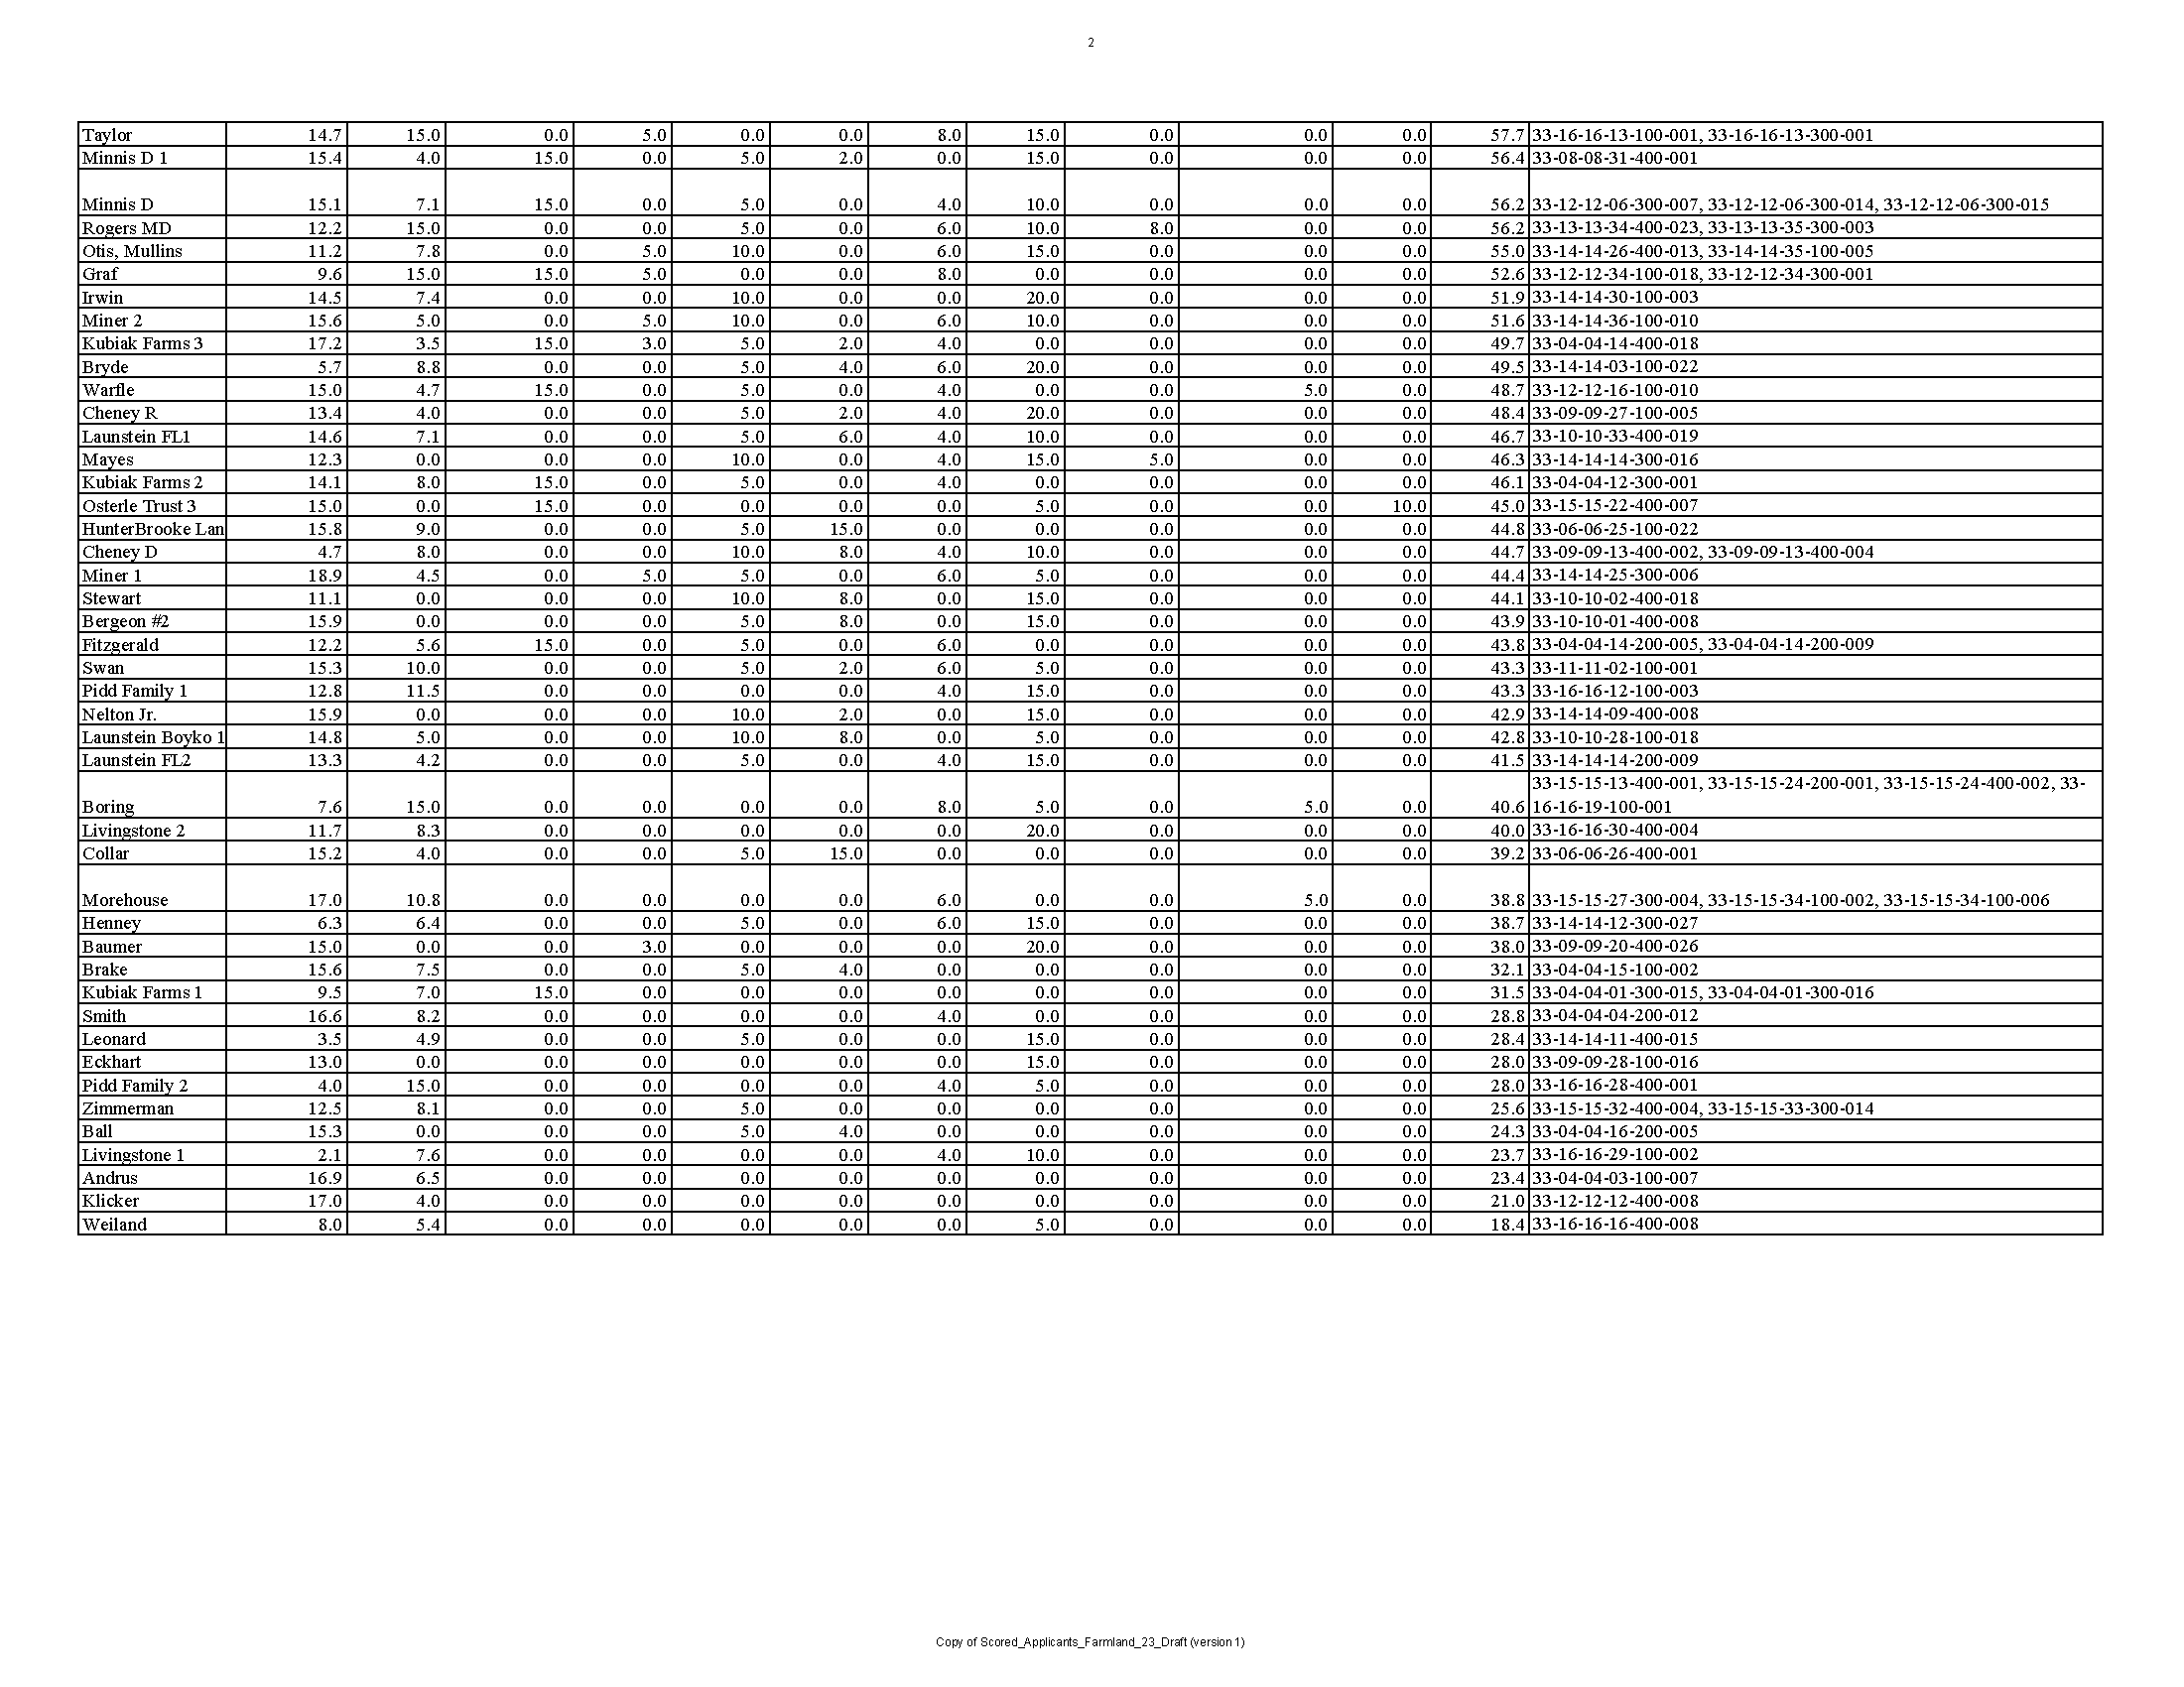 2
Taylor 14.7 15.0 0.0 5.0 0.0 0.0 8.0 15.0 0.0 0.0 0.0 57.7 33-16-16-13-100-001, 33-16-16-13-300-001
Minnis D 1 15.4 4.0 15.0 0.0 5.0 2.0 0.0 15.0 0.0 0.0 0.0 56.4 33-08-08-31-400-001
Minnis D 15.1 7.1 15.0 0.0 5.0 0.0 4.0 10.0 0.0 0.0 0.0 56.2 33-12-12-06-300-007, 33-12-12-06-300-014, 33-12-12-06-300-015
Rogers MD 12.2 15.0 0.0 0.0 5.0 0.0 6.0 10.0 8.0 0.0 0.0 56.2 33-13-13-34-400-023, 33-13-13-35-300-003
Otis, Mullins 11.2 7.8 0.0 5.0 10.0 0.0 6.0 15.0 0.0 0.0 0.0 55.0 33-14-14-26-400-013, 33-14-14-35-100-005
Graf 9.6 15.0 15.0 5.0 0.0 0.0 8.0 0.0 0.0 0.0 0.0 52.6 33-12-12-34-100-018, 33-12-12-34-300-001
Irwin 14.5 7.4 0.0 0.0 10.0 0.0 0.0 20.0 0.0 0.0 0.0 51.9 33-14-14-30-100-003
Miner 2 15.6 5.0 0.0 5.0 10.0 0.0 6.0 10.0 0.0 0.0 0.0 51.6 33-14-14-36-100-010
Kubiak Farms 3 17.2 3.5 15.0 3.0 5.0 2.0 4.0 0.0 0.0 0.0 0.0 49.7 33-04-04-14-400-018
Bryde 5.7 8.8 0.0 0.0 5.0 4.0 6.0 20.0 0.0 0.0 0.0 49.5 33-14-14-03-100-022
Warfle 15.0 4.7 15.0 0.0 5.0 0.0 4.0 0.0 0.0 5.0 0.0 48.7 33-12-12-16-100-010
Cheney R 13.4 4.0 0.0 0.0 5.0 2.0 4.0 20.0 0.0 0.0 0.0 48.4 33-09-09-27-100-005
Launstein FL1 14.6 7.1 0.0 0.0 5.0 6.0 4.0 10.0 0.0 0.0 0.0 46.7 33-10-10-33-400-019
Mayes 12.3 0.0 0.0 0.0 10.0 0.0 4.0 15.0 5.0 0.0 0.0 46.3 33-14-14-14-300-016
Kubiak Farms 2 14.1 8.0 15.0 0.0 5.0 0.0 4.0 0.0 0.0 0.0 0.0 46.1 33-04-04-12-300-001
Osterle Trust 3 15.0 0.0 15.0 0.0 0.0 0.0 0.0 5.0 0.0 0.0 10.0 45.0 33-15-15-22-400-007
HunterBrooke Lan 15.8 9.0 0.0 0.0 5.0 15.0 0.0 0.0 0.0 0.0 0.0 44.8 33-06-06-25-100-022
Cheney D 4.7 8.0 0.0 0.0 10.0 8.0 4.0 10.0 0.0 0.0 0.0 44.7 33-09-09-13-400-002, 33-09-09-13-400-004
Miner 1 18.9 4.5 0.0 5.0 5.0 0.0 6.0 5.0 0.0 0.0 0.0 44.4 33-14-14-25-300-006
Stewart 11.1 0.0 0.0 0.0 10.0 8.0 0.0 15.0 0.0 0.0 0.0 44.1 33-10-10-02-400-018
Bergeon #2 15.9 0.0 0.0 0.0 5.0 8.0 0.0 15.0 0.0 0.0 0.0 43.9 33-10-10-01-400-008
Fitzgerald 12.2 5.6 15.0 0.0 5.0 0.0 6.0 0.0 0.0 0.0 0.0 43.8 33-04-04-14-200-005, 33-04-04-14-200-009
Swan 15.3 10.0 0.0 0.0 5.0 2.0 6.0 5.0 0.0 0.0 0.0 43.3 33-11-11-02-100-001
Pidd Family 1 12.8 11.5 0.0 0.0 0.0 0.0 4.0 15.0 0.0 0.0 0.0 43.3 33-16-16-12-100-003
Nelton Jr. 15.9 0.0 0.0 0.0 10.0 2.0 0.0 15.0 0.0 0.0 0.0 42.9 33-14-14-09-400-008
Launstein Boyko 1 14.8 5.0 0.0 0.0 10.0 8.0 0.0 5.0 0.0 0.0 0.0 42.8 33-10-10-28-100-018
Launstein FL2 13.3 4.2 0.0 0.0 5.0 0.0 4.0 15.0 0.0 0.0 0.0 41.5 33-14-14-14-200-009
33-15-15-13-400-001, 33-15-15-24-200-001, 33-15-15-24-400-002, 33-
Boring 7.6 15.0 0.0 0.0 0.0 0.0 8.0 5.0 0.0 5.0 0.0 40.6 16-16-19-100-001
Livingstone 2 11.7 8.3 0.0 0.0 0.0 0.0 0.0 20.0 0.0 0.0 0.0 40.0 33-16-16-30-400-004
Collar 15.2 4.0 0.0 0.0 5.0 15.0 0.0 0.0 0.0 0.0 0.0 39.2 33-06-06-26-400-001
Morehouse 17.0 10.8 0.0 0.0 0.0 0.0 6.0 0.0 0.0 5.0 0.0 38.8 33-15-15-27-300-004, 33-15-15-34-100-002, 33-15-15-34-100-006
Henney 6.3 6.4 0.0 0.0 5.0 0.0 6.0 15.0 0.0 0.0 0.0 38.7 33-14-14-12-300-027
Baumer 15.0 0.0 0.0 3.0 0.0 0.0 0.0 20.0 0.0 0.0 0.0 38.0 33-09-09-20-400-026
Brake 15.6 7.5 0.0 0.0 5.0 4.0 0.0 0.0 0.0 0.0 0.0 32.1 33-04-04-15-100-002
Kubiak Farms 1 9.5 7.0 15.0 0.0 0.0 0.0 0.0 0.0 0.0 0.0 0.0 31.5 33-04-04-01-300-015, 33-04-04-01-300-016
Smith 16.6 8.2 0.0 0.0 0.0 0.0 4.0 0.0 0.0 0.0 0.0 28.8 33-04-04-04-200-012
Leonard 3.5 4.9 0.0 0.0 5.0 0.0 0.0 15.0 0.0 0.0 0.0 28.4 33-14-14-11-400-015
Eckhart 13.0 0.0 0.0 0.0 0.0 0.0 0.0 15.0 0.0 0.0 0.0 28.0 33-09-09-28-100-016
Pidd Family 2 4.0 15.0 0.0 0.0 0.0 0.0 4.0 5.0 0.0 0.0 0.0 28.0 33-16-16-28-400-001
Zimmerman 12.5 8.1 0.0 0.0 5.0 0.0 0.0 0.0 0.0 0.0 0.0 25.6 33-15-15-32-400-004, 33-15-15-33-300-014
Ball 15.3 0.0 0.0 0.0 5.0 4.0 0.0 0.0 0.0 0.0 0.0 24.3 33-04-04-16-200-005
Livingstone 1 2.1 7.6 0.0 0.0 0.0 0.0 4.0 10.0 0.0 0.0 0.0 23.7 33-16-16-29-100-002
Andrus 16.9 6.5 0.0 0.0 0.0 0.0 0.0 0.0 0.0 0.0 0.0 23.4 33-04-04-03-100-007
Klicker 17.0 4.0 0.0 0.0 0.0 0.0 0.0 0.0 0.0 0.0 0.0 21.0 33-12-12-12-400-008
Weiland 8.0 5.4 0.0 0.0 0.0 0.0 0.0 5.0 0.0 0.0 0.0 18.4 33-16-16-16-400-008
Copy of Scored_Applicants_Farmland_23_Draft (version 1)